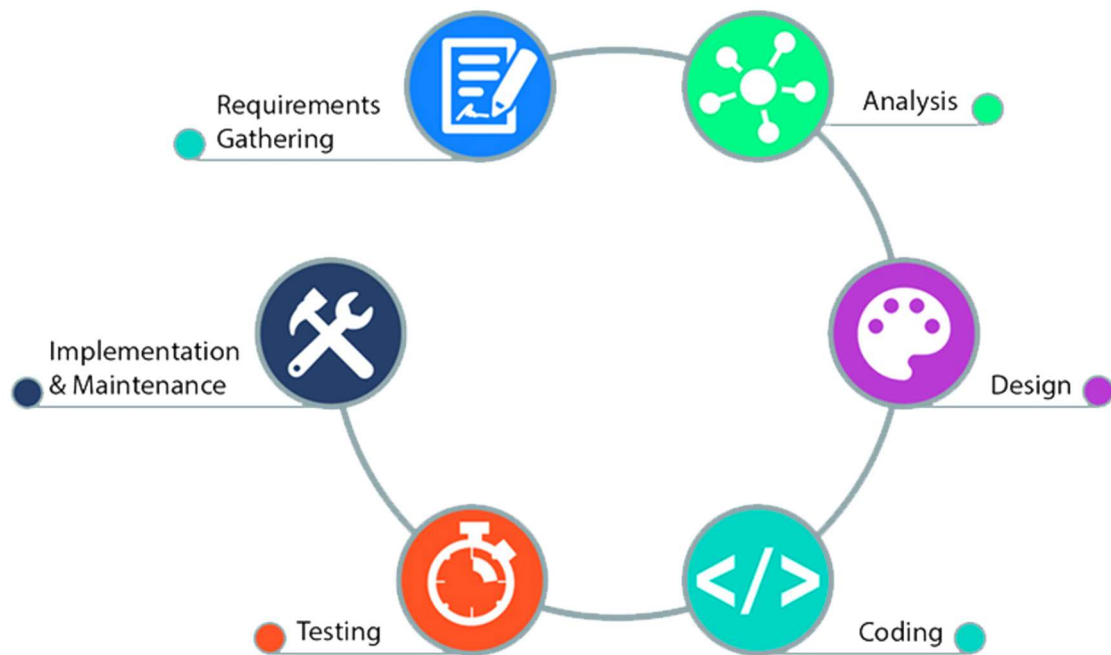 Requirements
Gathering
Analysis
Implementation
& Maintenance
Design
</>
Testing
Coding